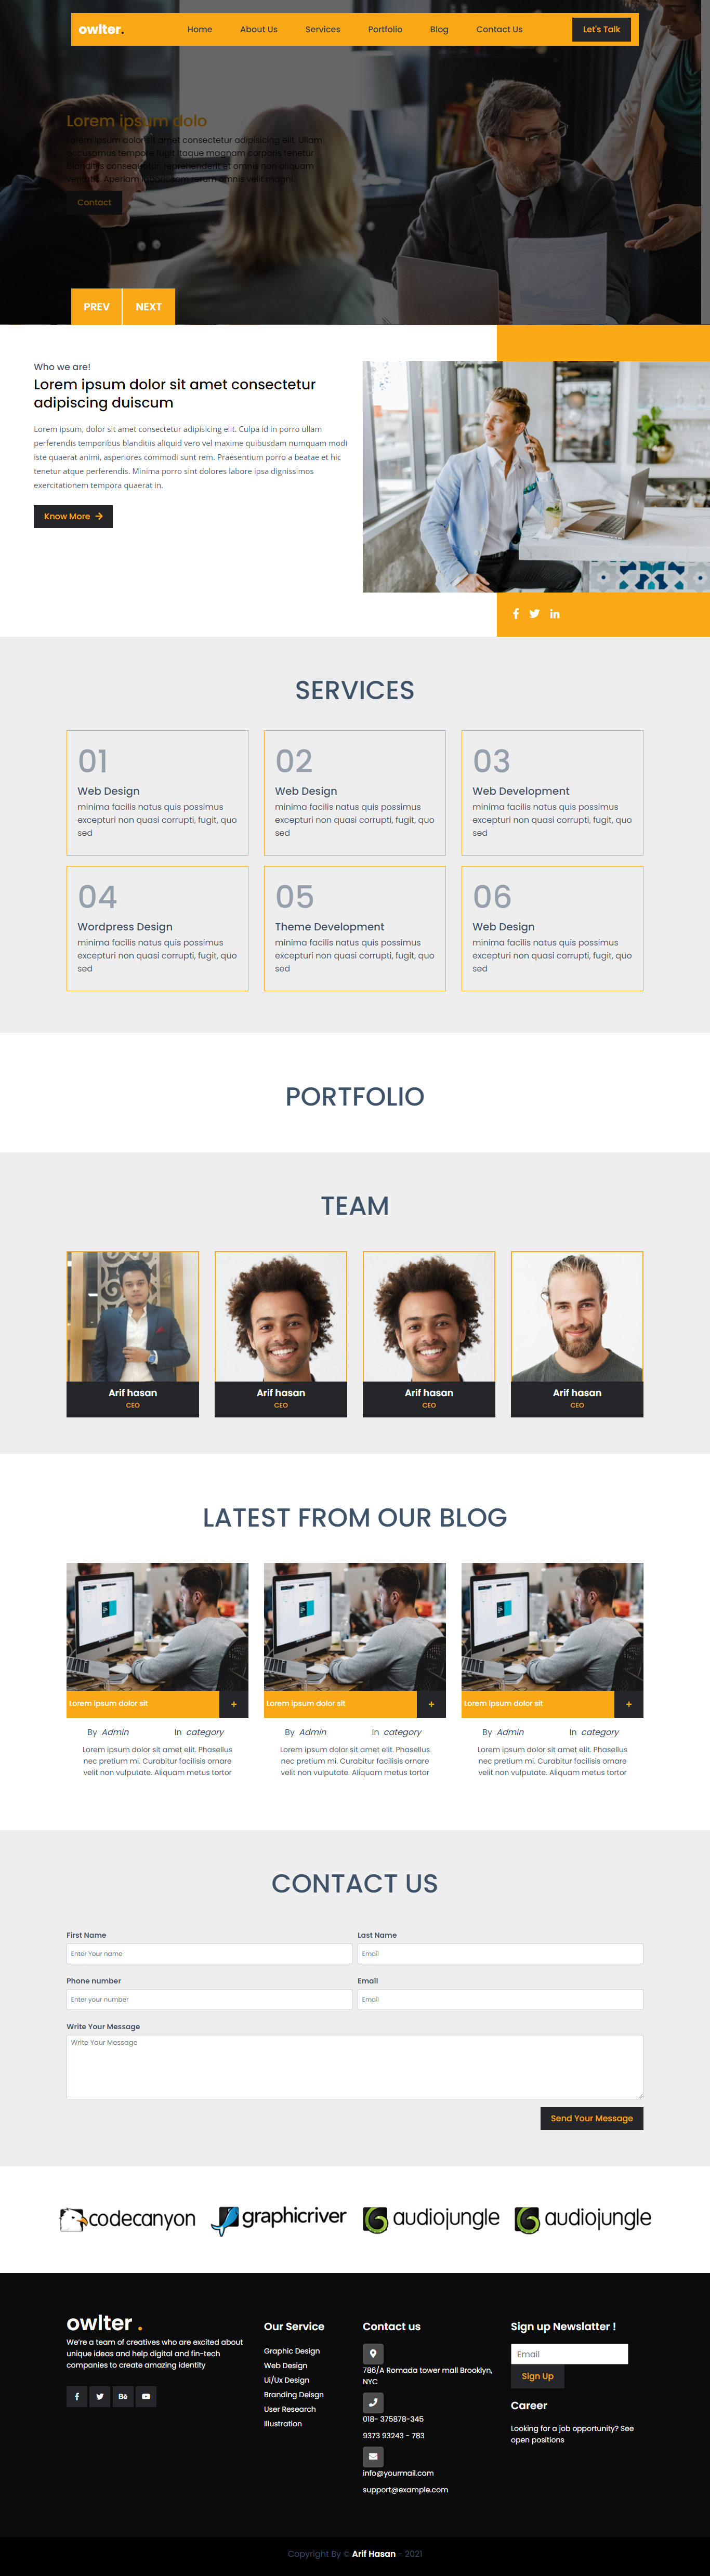 owlter.
Home About Us Services Portfolio Blog Contact Us Let's Talk
Lorem ipsum dolo
Lorem ipsum dolor sit amet consectetur adipisicing elit. Ullam
accusamus tempore fugit itaque magnam corporis tenetur
blanditiis consequatur, reprehenderit et omnis non aliquam
veritatis. Aperiam laboriosam rerum omnis velit magni.
Contact
PREV NEXT
Who we are!
Lorem ipsum dolor sit amet consectetur
adipiscing duiscum
Lorem ipsum, dolor sit amet consectetur adipisicing elit. Culpa id in porro ullam
perferendis temporibus blanditiis aliquid vero vel maxime quibusdam numquam modi
iste quaerat animi, asperiores commodi sunt rem. Praesentium porro a beatae et hic
tenetur atque perferendis. Minima porro sint dolores labore ipsa dignissimos
exercitationem tempora quaerat in.
Know More
SERVICES
01
Web Design
minima facilis natus quis possimus
excepturi non quasi corrupti, fugit, quo
sed
02
Web Design
minima facilis natus quis possimus
excepturi non quasi corrupti, fugit, quo
sed
03
Web Development
minima facilis natus quis possimus
excepturi non quasi corrupti, fugit, quo
sed
04
Wordpress Design
minima facilis natus quis possimus
excepturi non quasi corrupti, fugit, quo
sed
05
Theme Development
minima facilis natus quis possimus
excepturi non quasi corrupti, fugit, quo
sed
06
Web Design
minima facilis natus quis possimus
excepturi non quasi corrupti, fugit, quo
sed
PORTFOLIO
TEAM
Arif hasan
CEO
Arif hasan
CEO
Arif hasan
CEO
Arif hasan
CEO
LATEST FROM OUR BLOG
Lorem ipsum dolor sit +
By Admin In category
Lorem ipsum dolor sit amet elit. Phasellus
nec pretium mi. Curabitur facilisis ornare
velit non vulputate. Aliquam metus tortor
Lorem ipsum dolor sit +
By Admin In category
Lorem ipsum dolor sit amet elit. Phasellus
nec pretium mi. Curabitur facilisis ornare
velit non vulputate. Aliquam metus tortor
Lorem ipsum dolor sit +
By Admin In category
Lorem ipsum dolor sit amet elit. Phasellus
nec pretium mi. Curabitur facilisis ornare
velit non vulputate. Aliquam metus tortor
CONTACT US
First Name Last Name
Enter Your name Email
Phone number Email
Enter your number Email
Write Your Message
Write Your Message
Send Your Message
codecanyon graphicriver audiojungle audiojungle
owlter .
We're a team of creatives who are excited about
unique ideas and help digital and fin-tech
companies to create amazing identity
Our Service
Graphic Design
Web Design
Ui/Ux Design
Branding Deisgn
User Research
Illustration
Contact us
786/A Romada tower mall Brooklyn,
NYC
018- 375878-345
9373 93243 - 783
info@yourmail.com
support@example.com
Sign up Newslatter !
Email
Sign Up
Career
Looking for a job opportunity? See
open positions
Copyright By © Arif Hasan - 2021